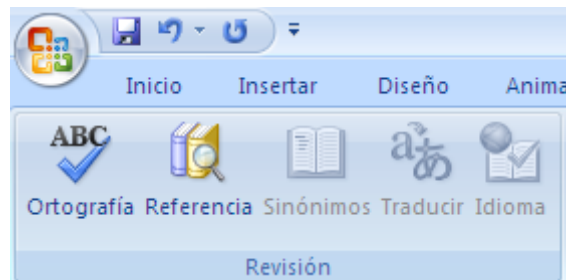 Inicio Insertar Diseño Anima
ABC
Ortografía Referencia Sinónimos Traducir Idioma
Revisión